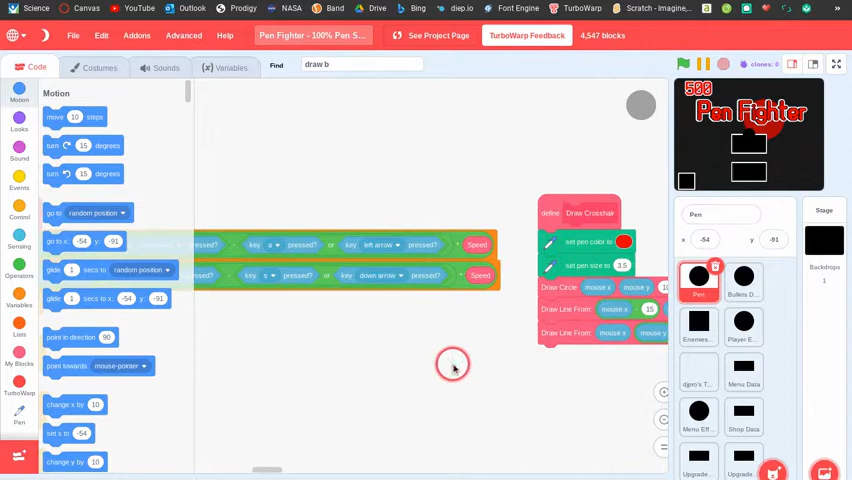 Science Canvas YouTube Outlook Prodigy NASA Band Drive Bing diep.io Font Engine TurboWarp Scratch - Imagine,...
File Edit Addons Advanced Help Pen Fighter - 100% Pen S... See Project Page TurboWarp Feedback 4,547 blocks
Code Costumes Sounds Variables Find draw b clones: 0
Motion
Looks
Sound
Events
Control
Sensing
Operators
Variables
Lists
My Blocks
TurboWarp
Pen
Motion
move 10 steps
turn 15 degrees
turn 15 degrees
go to random position
go to x: -54 y: -91
glide 1 secs to random position
glide 1 secs to x: -54 y: -91
point in direction 90
point towards mouse-pointer
change x by 10
set x to -54
change y by 10
pressed? - key a pressed? or key left arrow pressed? * Speed
pressed? - key s pressed? or key down arrow pressed? * Speed
define Draw Crosshair
set pen color to
set pen size to 3.5
Draw Circle mouse x mouse y 10
Draw Line From: mouse x - 15
Draw Line From: mouse x mouse y
500
Pen Fighter
Pen
x -54 y -91
Stage
Backdrops
1
Pen
Bullets D...
Enemies...
Player E...
djpro's T...
Menu Data
Menu Eff...
Shop Data
Upgrade...
Upgrade...